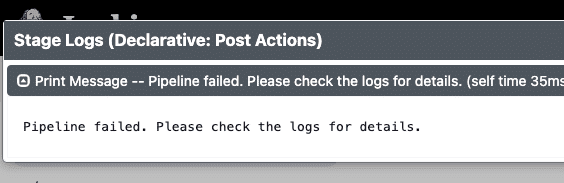 Stage Logs (Declarative: Post Actions)
Print Message -- Pipeline failed. Please check the logs for details. (self time 35ms
Pipeline failed. Please check the logs for details.